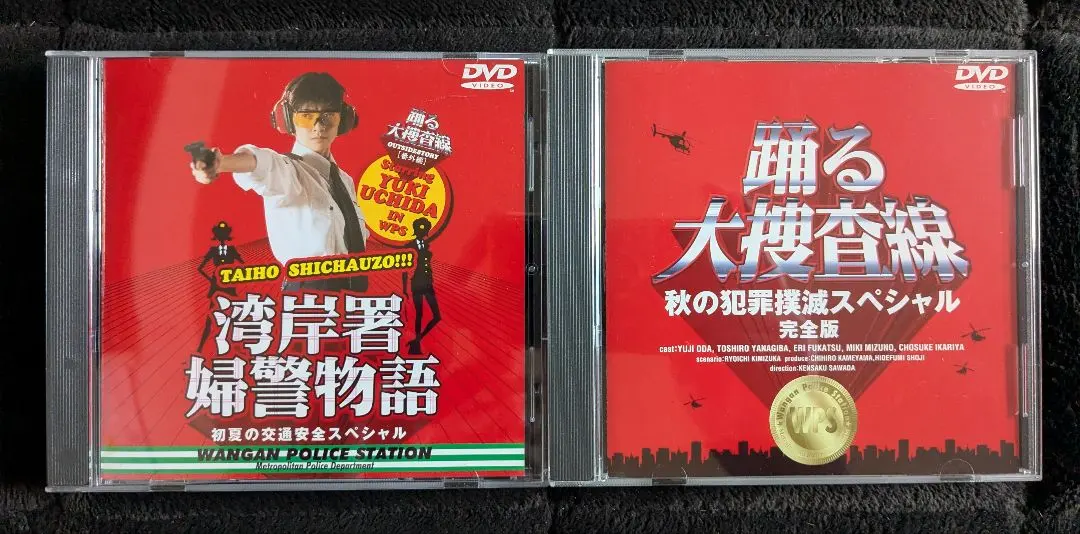 DVD
VIDEO
踊る
大捜査線
OUTSIDESTORY
[番外編]
Starring
YUKI
UCHIDA
IN
WPS
TAIHO SHICHAUZO!!!
湾岸署
婦警物語
初夏の交通安全スペシャル
WANGAN POLICE STATION
Metropolitan Police Department
DVD
VIDEO
踊る
大捜査線
秋の犯罪撲滅スペシャル
完全版
cast:YUJI ODA, TOSHIRO YANAGIBA, ERI FUKATSU, MIKI MIZUNO, CHOSUKE IKARIYA
scenario:RYOICHI KIMIZUKA produce:CHIHIRO KAMEYAMA,HIDEFUMI SHOJI
direction:KENSAKU SAWADA
Wangan Police Station
WPS